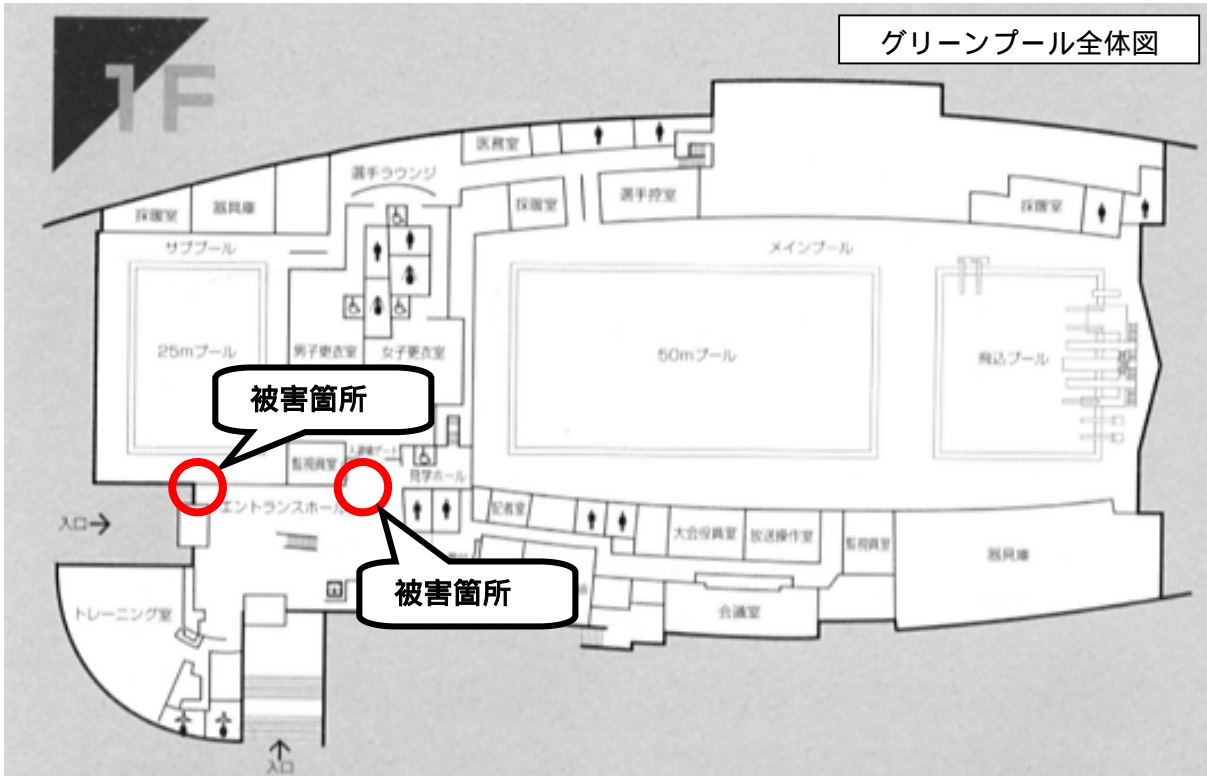 グリーンプール全体図
1F
医務室
選手ラウンジ
採暖室
器具庫
採暖室
選手控室
採暖室
サブプール
メインプール
25mプール
男子更衣室
女子更衣室
50mプール
飛込プール
被害箇所
監視員室
入退場ゲート
見学ホール
エントランスホール
記者室
入口
大会役員室
放送操作室
監視員室
器具庫
被害箇所
トレーニング室
会議室
入口